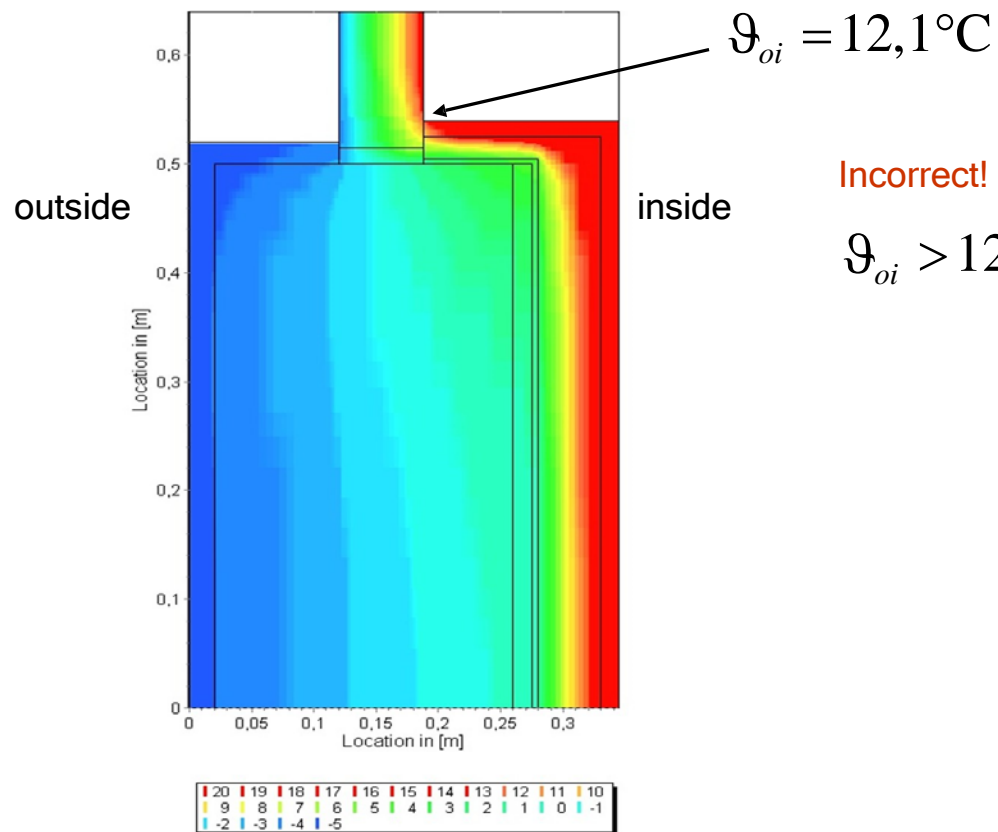 ϑoi = 12,1°C
Incorrect!
ϑoi > 12
outside
inside
Location in [m]
0,6
0,5
0,4
0,3
0,2
0,1
0
0 0,05 0,1 0,15 0,2 0,25 0,3
Location in [m]
20 19 18 17 16 15 14 13 12 11 10
9 8 7 6 5 4 3 2 1 0 -1
-2 -3 -4 -5